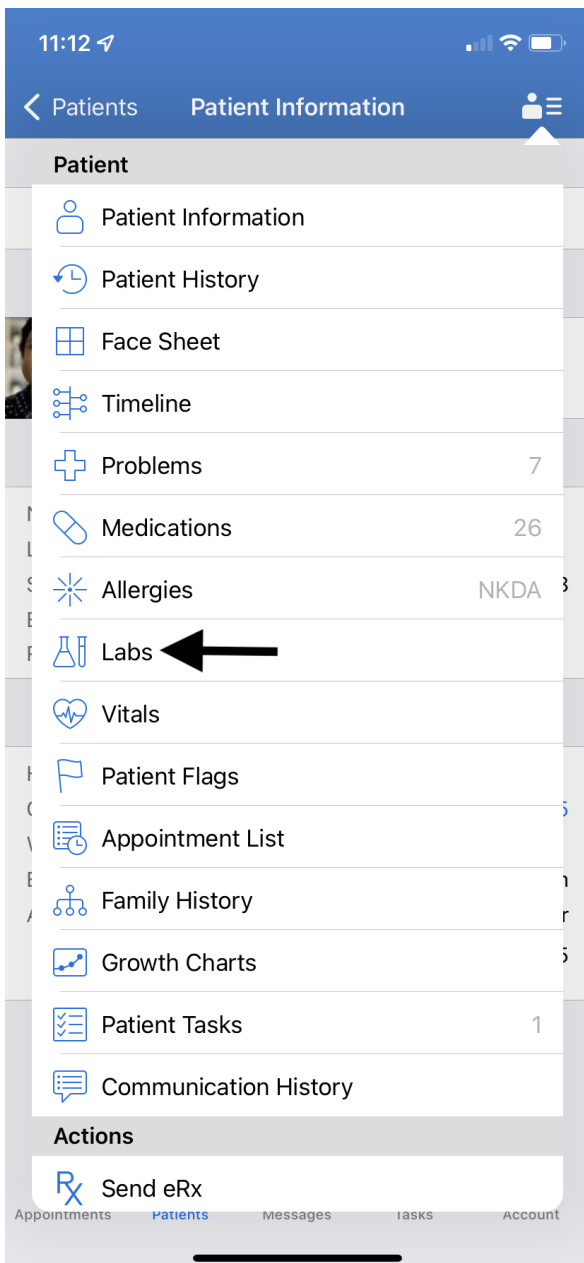 11:12
Patients Patient Information
Patient
Patient Information
Patient History
Face Sheet
Timeline
Problems 7
Medications 26
Allergies NKDA
Labs
Vitals
Patient Flags
Appointment List
Family History
Growth Charts
Patient Tasks 1
Communication History
Actions
Rx Send eRx
Appointments Patients Messages Tasks Account